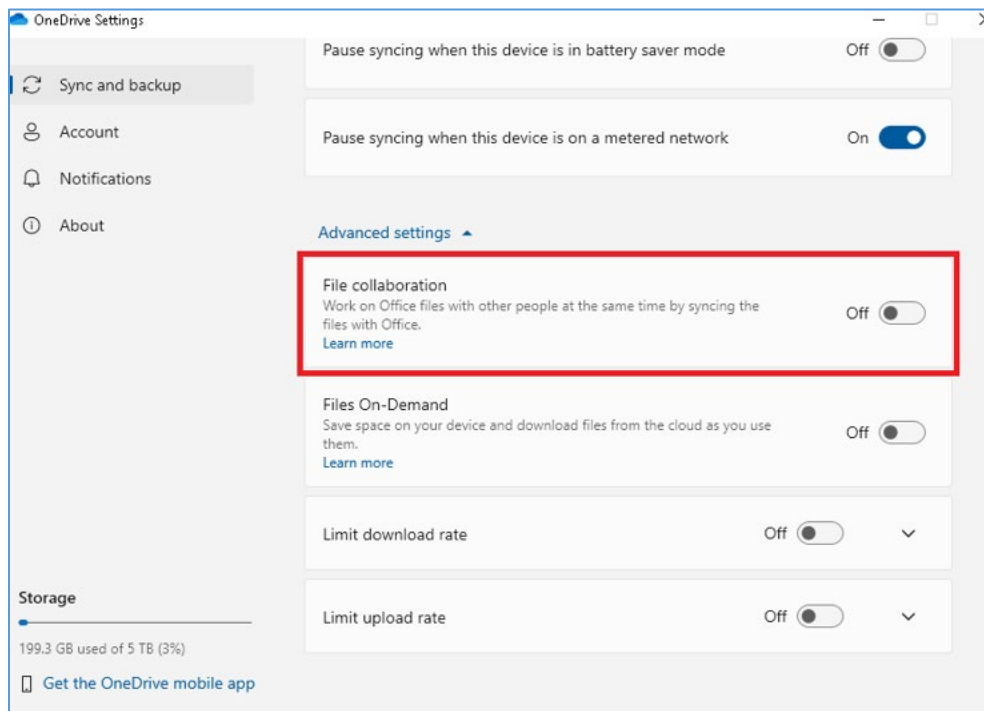 OneDrive Settings
Sync and backup
Account
Notifications
About
Storage
199.3 GB used of 5 TB (3%)
Get the OneDrive mobile app
Pause syncing when this device is in battery saver mode
Off
Pause syncing when this device is on a metered network
On
Advanced settings
File collaboration
Work on Office files with other people at the same time by syncing the
files with Office.
Learn more
Off
Files On-Demand
Save space on your device and download files from the cloud as you use
them.
Learn more
Off
Limit download rate
Off
Limit upload rate
Off